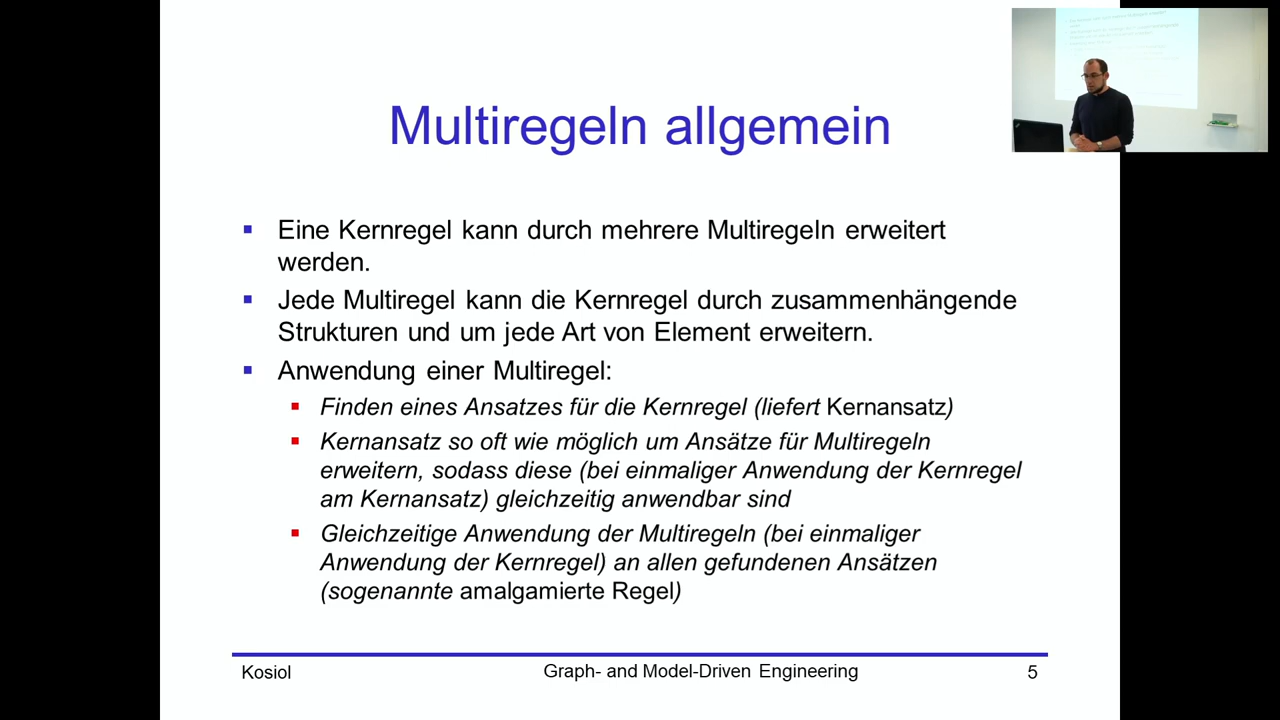 Multiregeln allgemein
Eine Kernregel kann durch mehrere Multiregeln erweitert
werden.
Jede Multiregel kann die Kernregel durch zusammenhängende
Strukturen und um jede Art von Element erweitern.
Anwendung einer Multiregel:
Finden eines Ansatzes für die Kernregel (liefert Kernansatz)
Kernansatz so oft wie möglich um Ansätze für Multiregeln
erweitern, sodass diese (bei einmaliger Anwendung der Kernregel
am Kernansatz) gleichzeitig anwendbar sind
Gleichzeitige Anwendung der Multiregeln (bei einmaliger
Anwendung der Kernregel) an allen gefundenen Ansätzen
(sogenannte amalgamierte Regel)
Kosiol
Graph- and Model-Driven Engineering
5